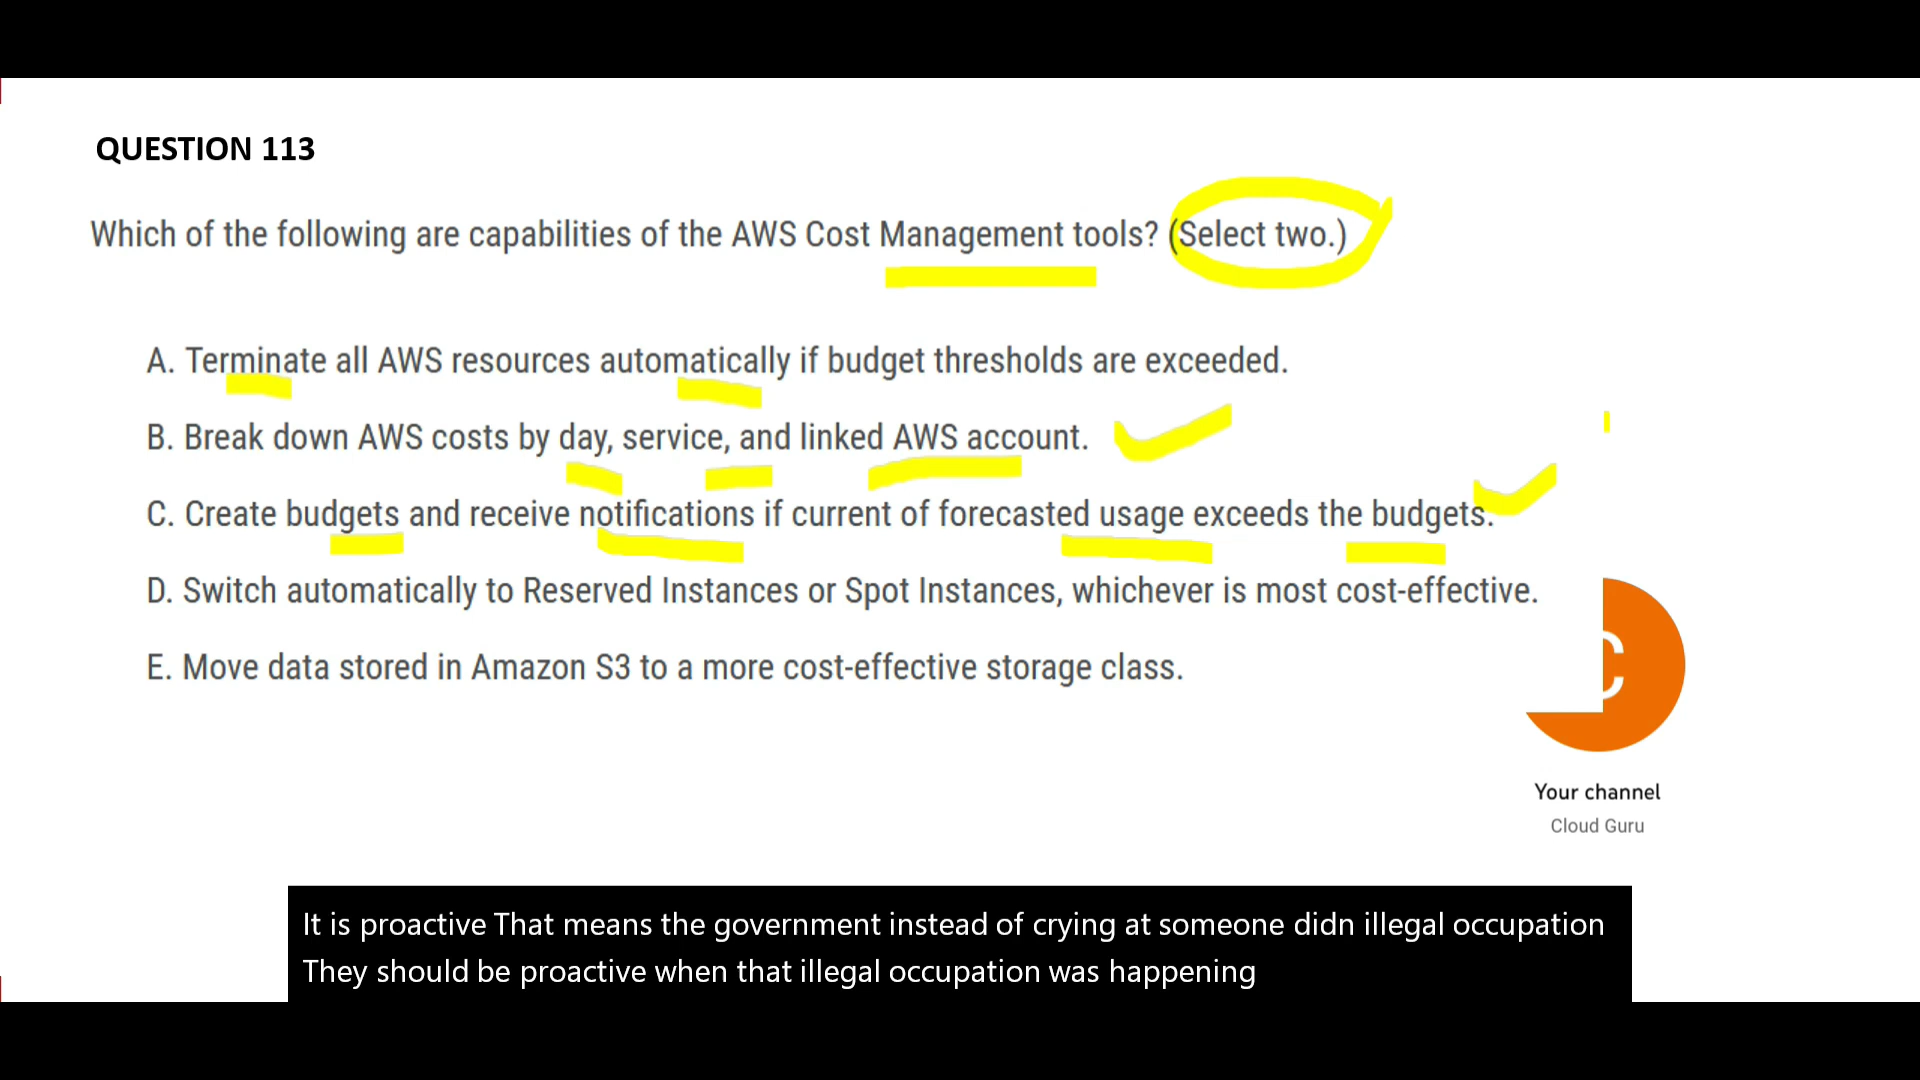 QUESTION 113
Which of the following are capabilities of the AWS Cost Management tools? (Select two.)
A. Terminate all AWS resources automatically if budget thresholds are exceeded.
B. Break down AWS costs by day, service, and linked AWS account.
C. Create budgets and receive notifications if current of forecasted usage exceeds the budgets.
D. Switch automatically to Reserved Instances or Spot Instances, whichever is most cost-effective.
E. Move data stored in Amazon S3 to a more cost-effective storage class.
C
Your channel
Cloud Guru
It is proactive That means the government instead of crying at someone didn illegal occupation
They should be proactive when that illegal occupation was happening